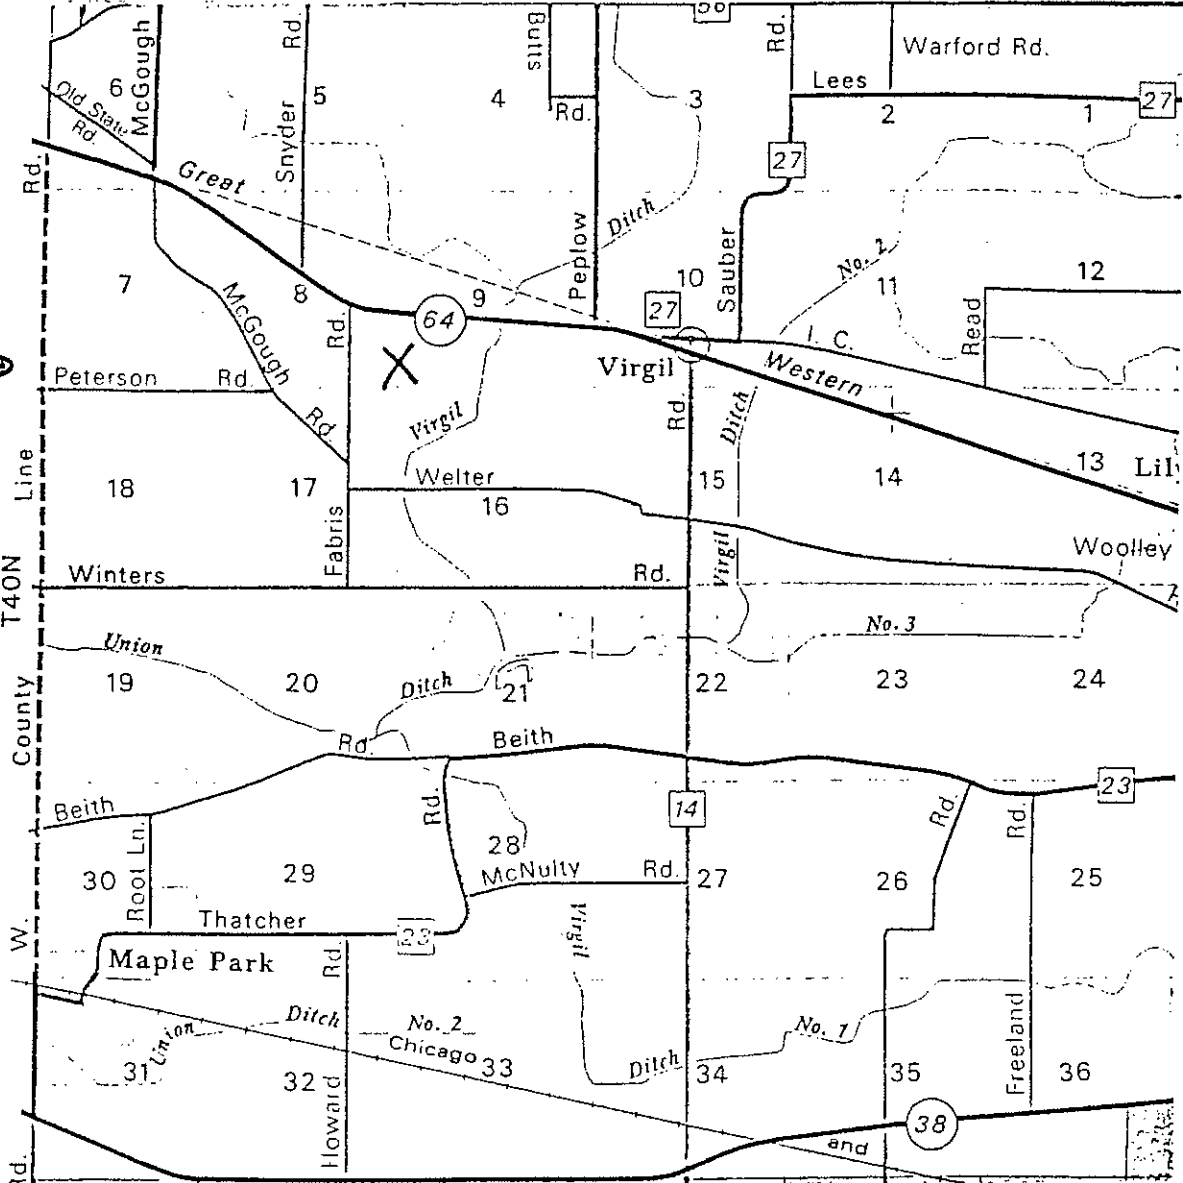 56
Rd.
McGough
Butts
Rd.
Warford Rd.
Snyder
Lees
6
5
4
3
2
1
27
Old State
Rd.
Rd.
27
Great
Peplow
Ditch
Sauber
No. 2
7
8
9
10
11
12
McGough
Rd.
64
27
Read
I. C.
Virgil
Western
Peterson Rd.
Rd.
Virgil
Rd.
Ditch
18
17
Welter
16
15
14
13
Line
Fabris
Virgil
Woolley
T40N
Winters Rd.
Union
No. 3
19
20
Ditch
21
22
23
24
County
Rd.
Beith
23
Beith
Rd.
14
Rd.
Rd.
Root Ln.
28
30
29
McNulty Rd.
27
26
25
Thatcher
23
Virgil
W.
Maple Park
Rd.
Union
Ditch
No. 2
No. 1
Chicago
Ditch
Freeland
31
32
33
34
35
36
Howard
38
and
Rd.